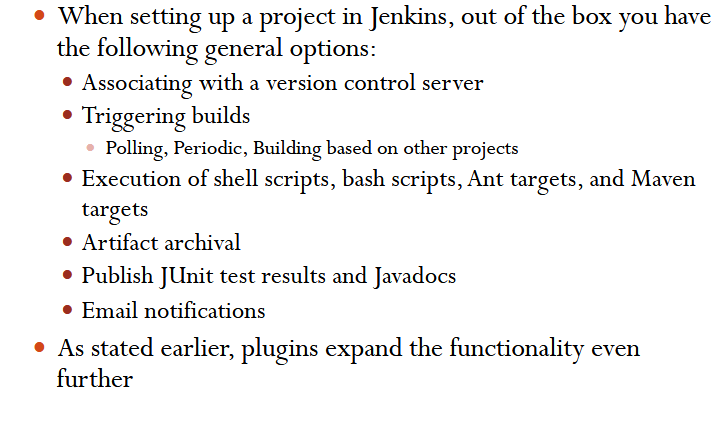 When setting up a project in Jenkins, out of the box you have
the following general options:
Associating with a version control server
Triggering builds
Polling, Periodic, Building based on other projects
Execution of shell scripts, bash scripts, Ant targets, and Maven
targets
Artifact archival
Publish JUnit test results and Javadocs
Email notifications
As stated earlier, plugins expand the functionality even
further